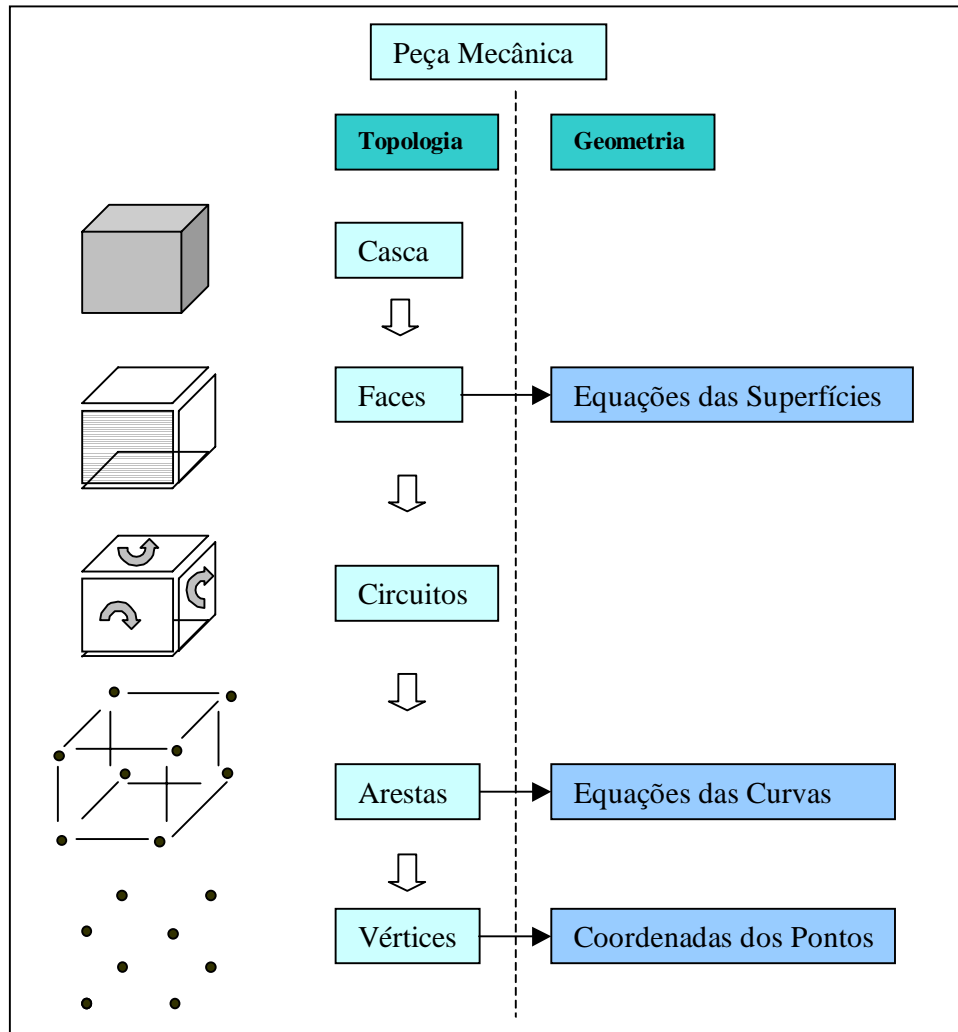 Peça Mecânica
Topologia
Geometria
Casca
Faces
Equações das Superfícies
Circuitos
Arestas
Equações das Curvas
Vértices
Coordenadas dos Pontos